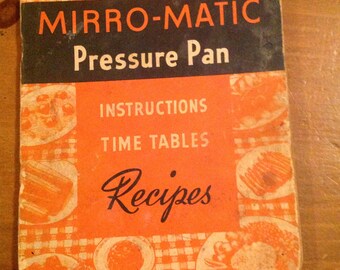 MIRRO-MATIC
Pressure Pan
INSTRUCTIONS
TIME TABLES
Recipes